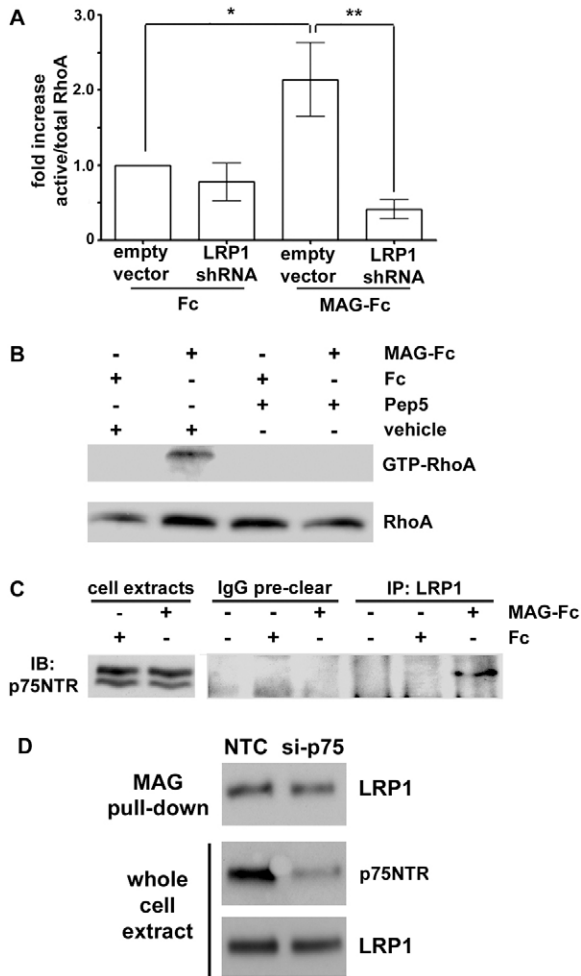 A
* **
fold increase
active/total RhoA
3.0
2.0
1.0
0
empty vector
LRP1 shRNA
empty vector
LRP1 shRNA
Fc
MAG-Fc
B
- + - + MAG-Fc
+ - + - Fc
- - + + Pep5
+ + - - vehicle
GTP-RhoA
RhoA
C
cell extracts IgG pre-clear IP: LRP1
- + - - + - - + MAG-Fc
+ - - + - - + - Fc
IB:
p75NTR
D
NTC si-p75
MAG
pull-down
LRP1
whole
cell
extract
p75NTR
LRP1